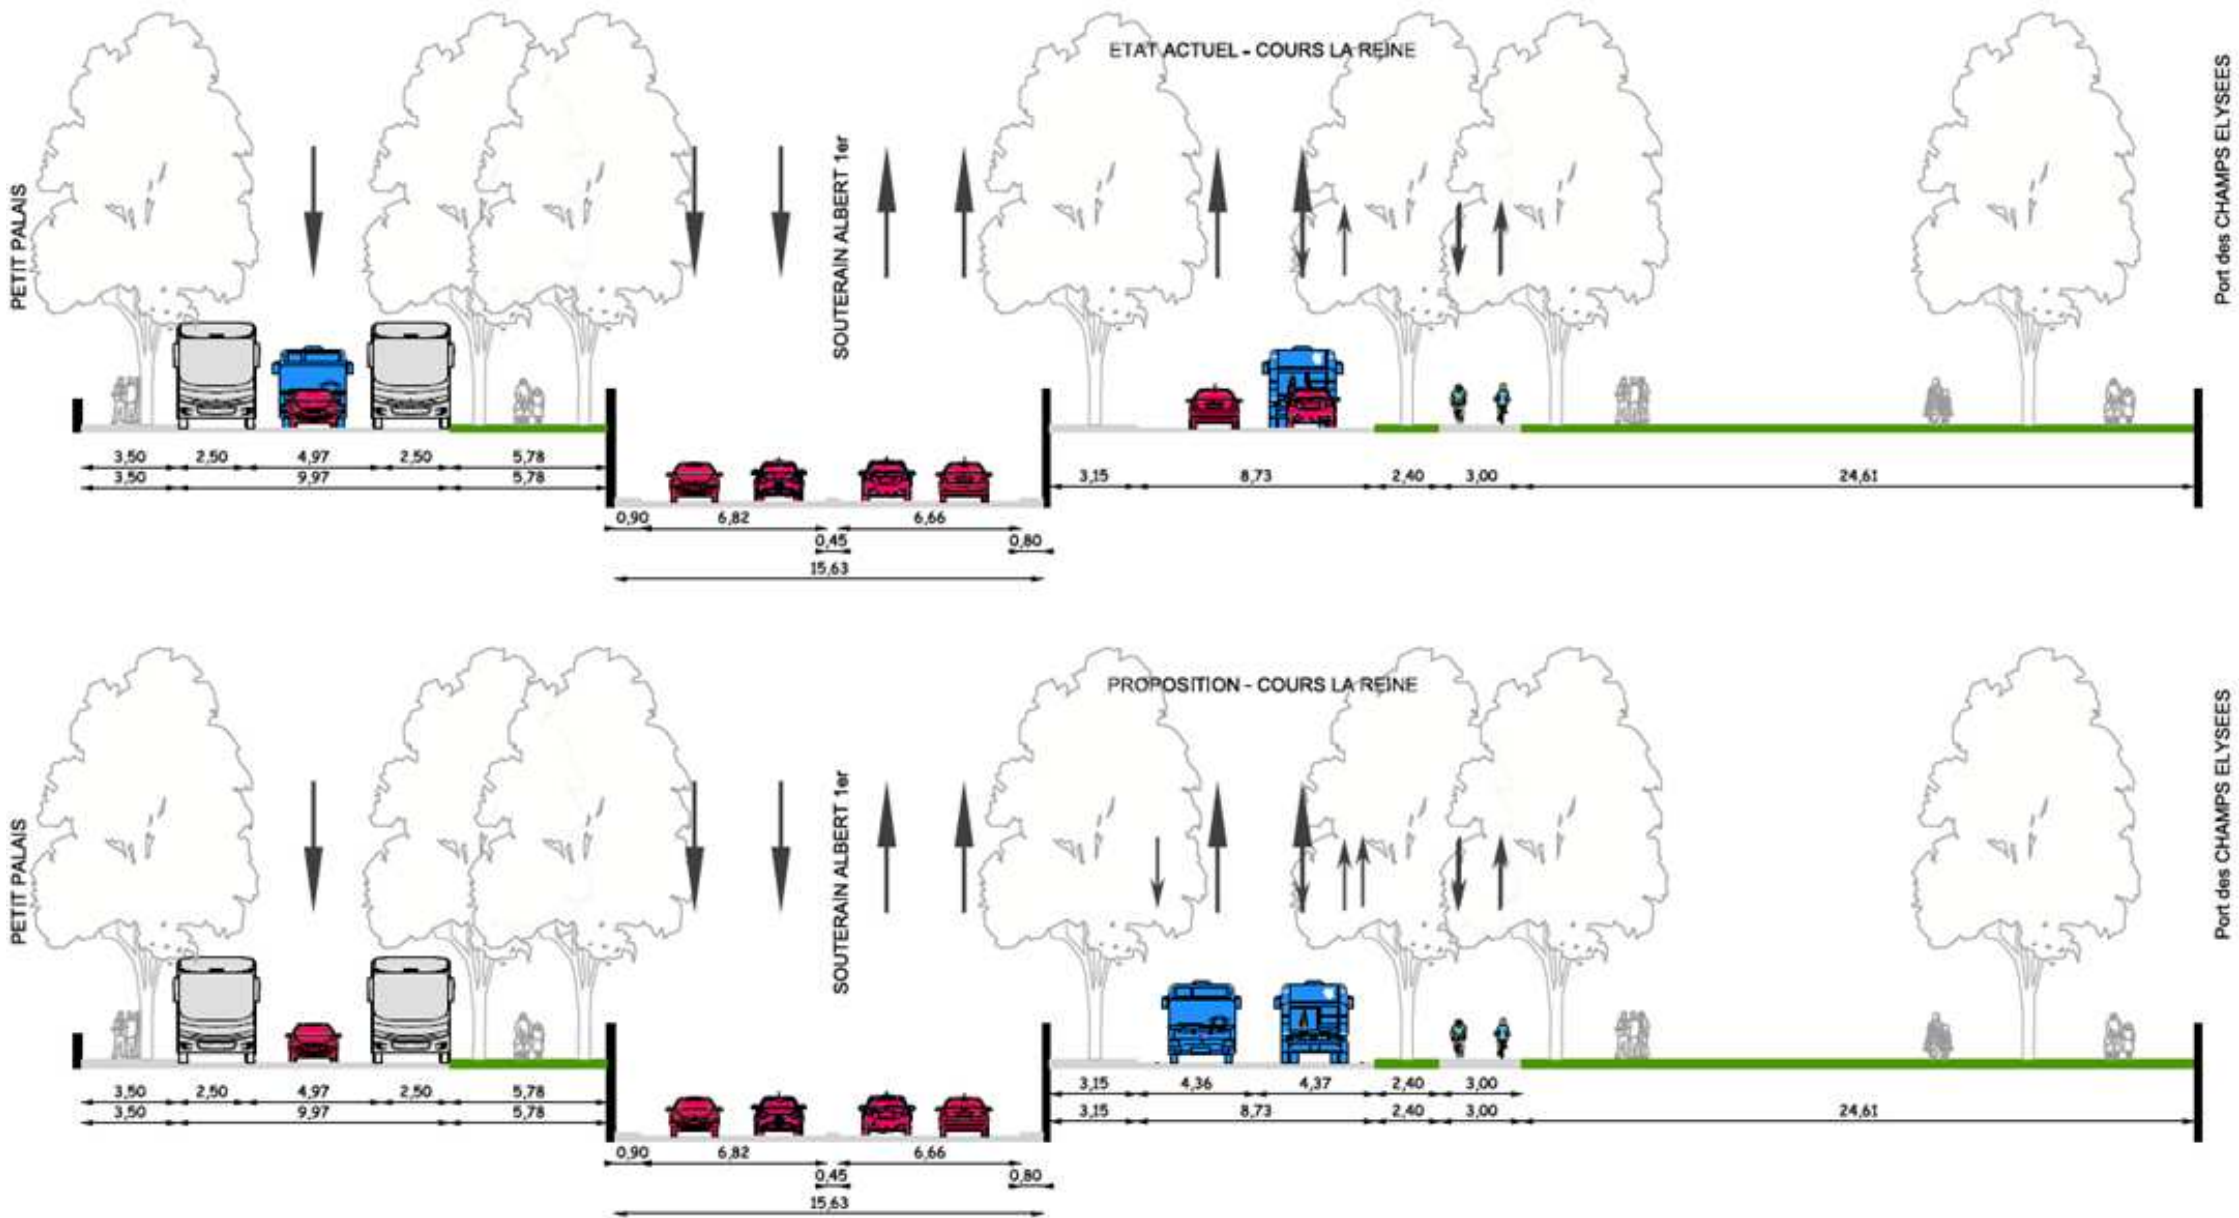 ETAT ACTUEL - COURS LA REINE
PETIT PALAIS
SOUTERAIN ALBERT 1er
Port des CHAMPS ELYSEES
3,50 2,50 4,97 2,50 5,78
3,50 9,97 5,78
3,15 8,73 2,40 3,00 24,61
0,90 6,82 6,66
0,45 0,80
15,63
PROPOSITION - COURS LA REINE
PETIT PALAIS
SOUTERAIN ALBERT 1er
Port des CHAMPS ELYSEES
3,50 2,50 4,97 2,50 5,78
3,50 9,97 5,78
3,15 4,36 4,37 2,40 3,00
3,15 8,73 2,40 3,00 24,61
0,90 6,82 6,66
0,45 0,80
15,63